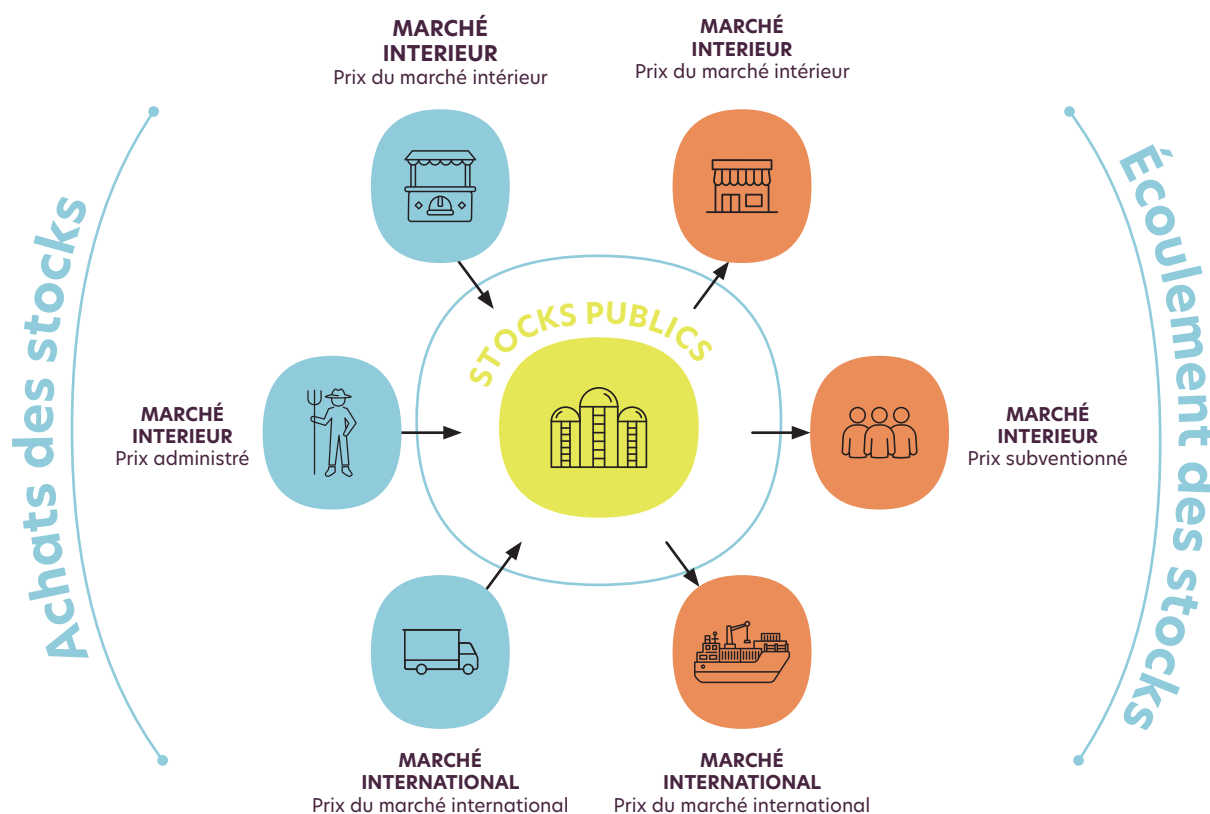 MARCHÉ
INTERIEUR
Prix du marché intérieur
MARCHÉ
INTERIEUR
Prix du marché intérieur
Achats des stocks
Écoulement des stocks
STOCKS PUBLICS
MARCHÉ
INTERIEUR
Prix administré
MARCHÉ
INTERIEUR
Prix subventionné
MARCHÉ
INTERNATIONAL
Prix du marché international
MARCHÉ
INTERNATIONAL
Prix du marché international